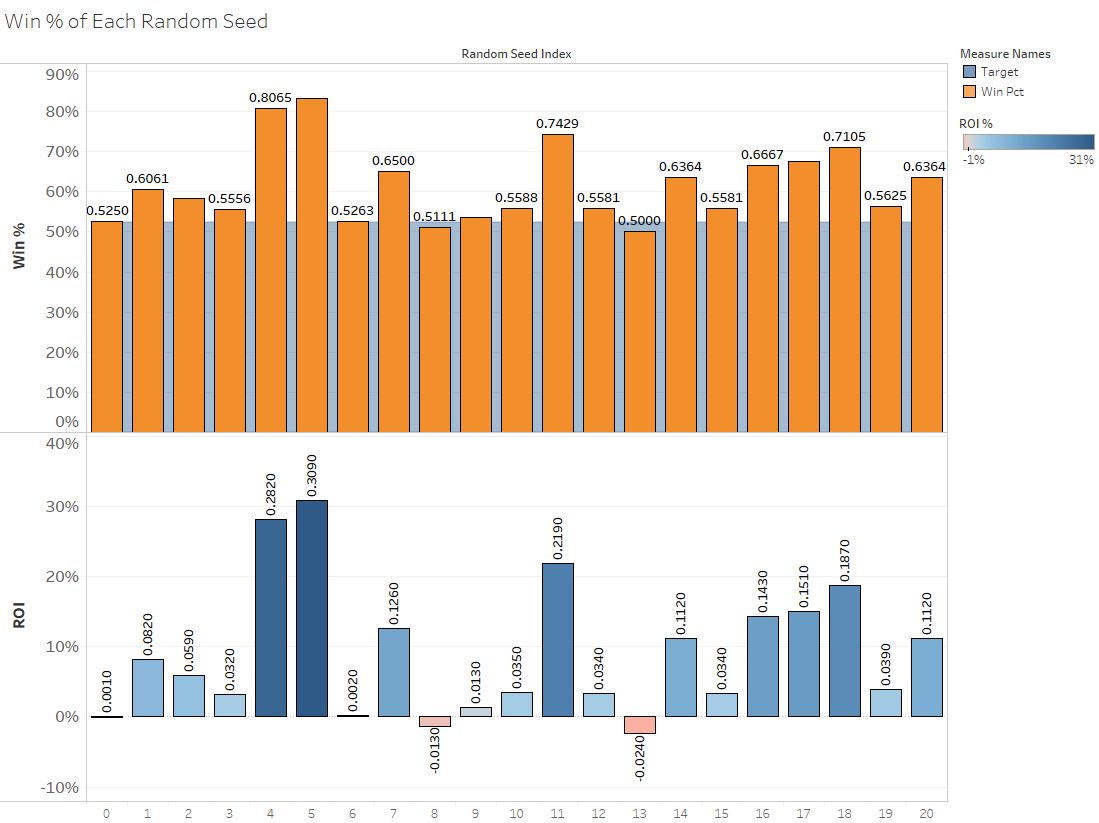 Win % of Each Random Seed
Random Seed Index
Measure Names
Target
Win Pct
ROI %
-1% 31%
Win %
90%
80%
70%
60%
50%
40%
30%
20%
10%
0%
0.5250 0.6061 0.5556 0.8065 0.5263 0.6500 0.5111 0.5588 0.7429 0.5581 0.5000 0.6364 0.5581 0.6667 0.7105 0.5625 0.6364
ROI
40%
30%
20%
10%
0%
-10%
0.0010 0.0820 0.0590 0.0320 0.2820 0.3090 0.0020 0.1260 -0.0130 0.0130 0.0350 0.2190 0.0340 -0.0240 0.1120 0.0340 0.1430 0.1510 0.1870 0.0390 0.1120
0 1 2 3 4 5 6 7 8 9 10 11 12 13 14 15 16 17 18 19 20